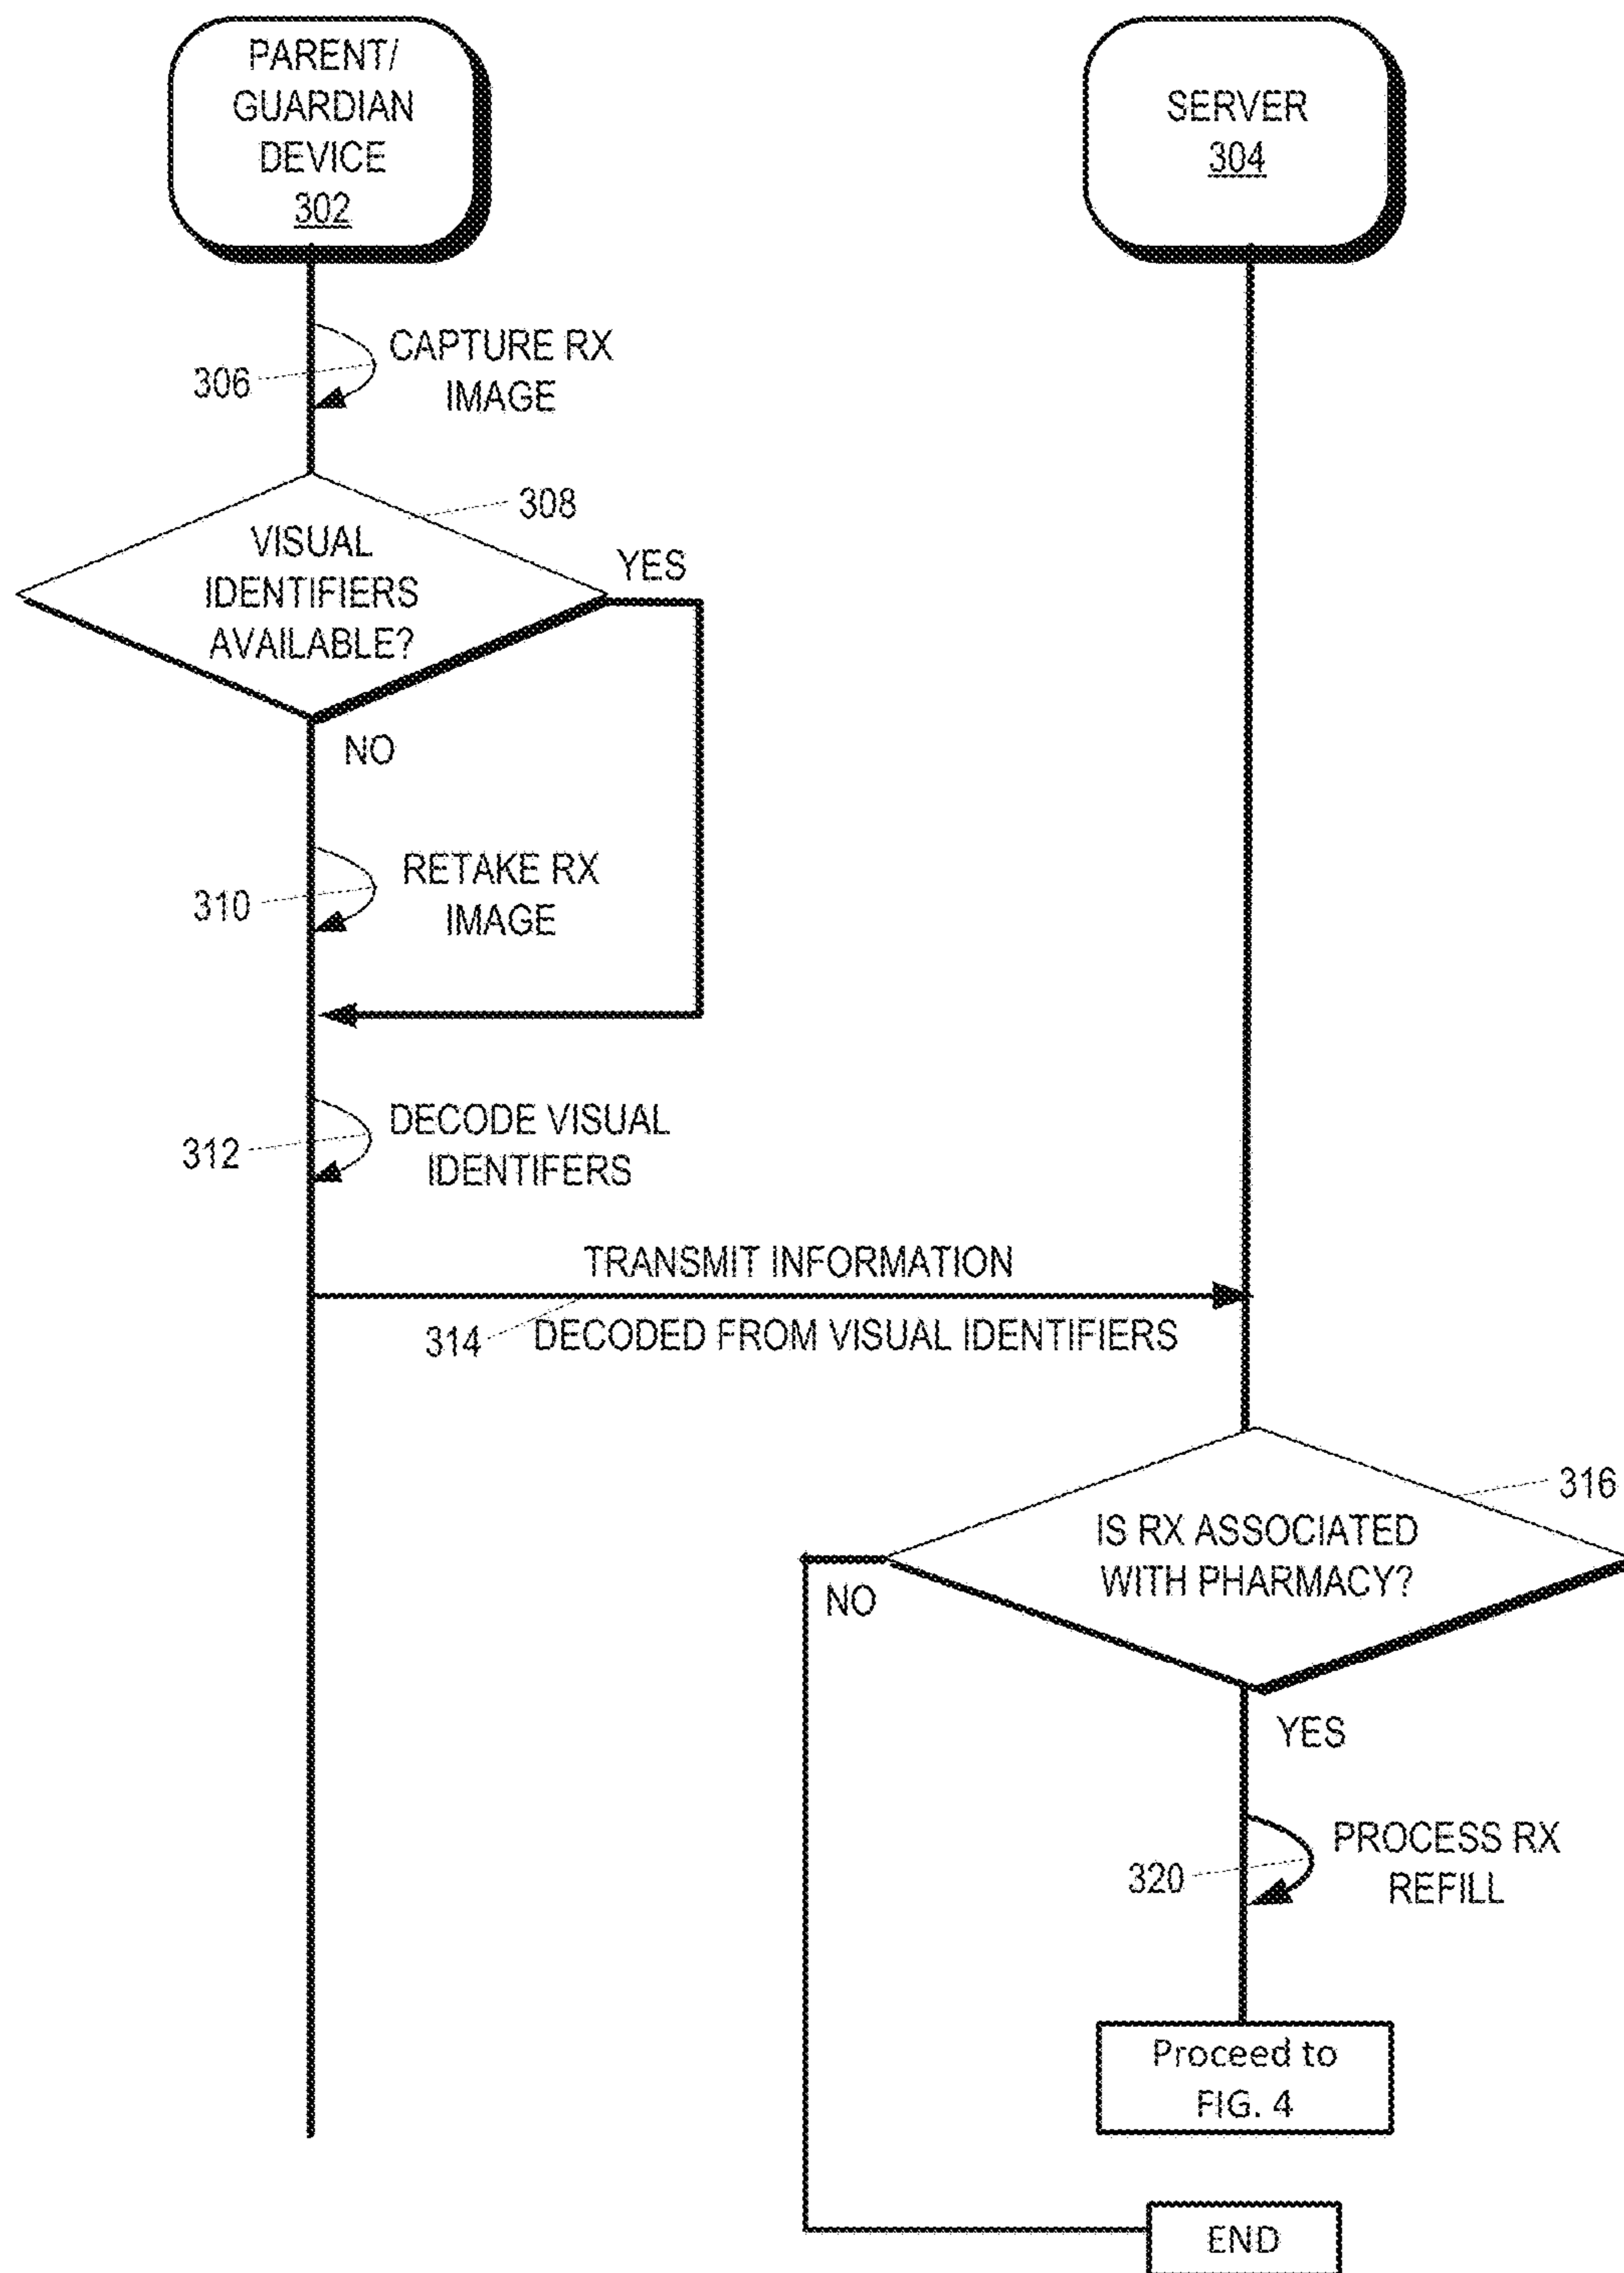 PARENT/
GUARDIAN
DEVICE
302
SERVER
304
CAPTURE RX
IMAGE
306
308
VISUAL
IDENTIFIERS
AVAILABLE?
YES
NO
RETAKE RX
IMAGE
310
DECODE VISUAL
IDENTIFERS
312
TRANSMIT INFORMATION
DECODED FROM VISUAL IDENTIFIERS
314
316
IS RX ASSOCIATED
WITH PHARMACY?
NO
YES
PROCESS RX
REFILL
320
Proceed to
FIG. 4
END